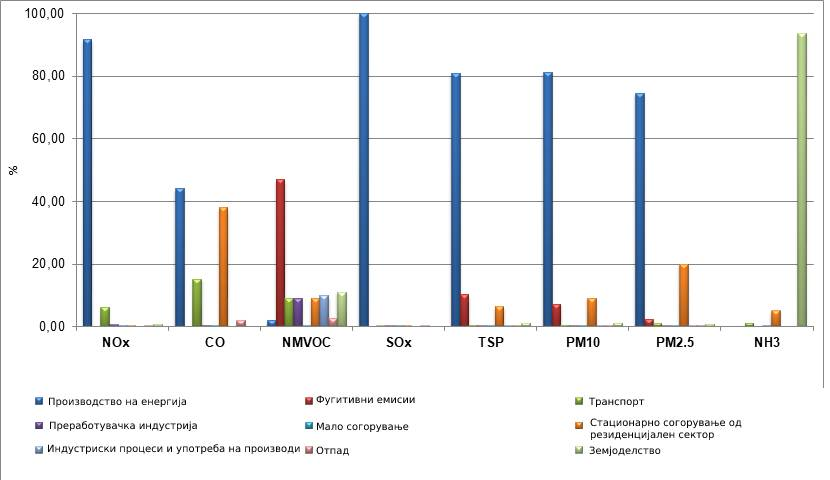 100,00
80,00
60,00
40,00
20,00
0,00
%
NOx CO NMVOC SOx TSP PM10 PM2.5 NH3
Производство на енергија Фугитивни емисии Транспорт
Преработувачка индустрија Мало согорување Стационарно согорување од
резиденцијален сектор
Индустриски процеси и употреба на производи Отпад Земјоделство